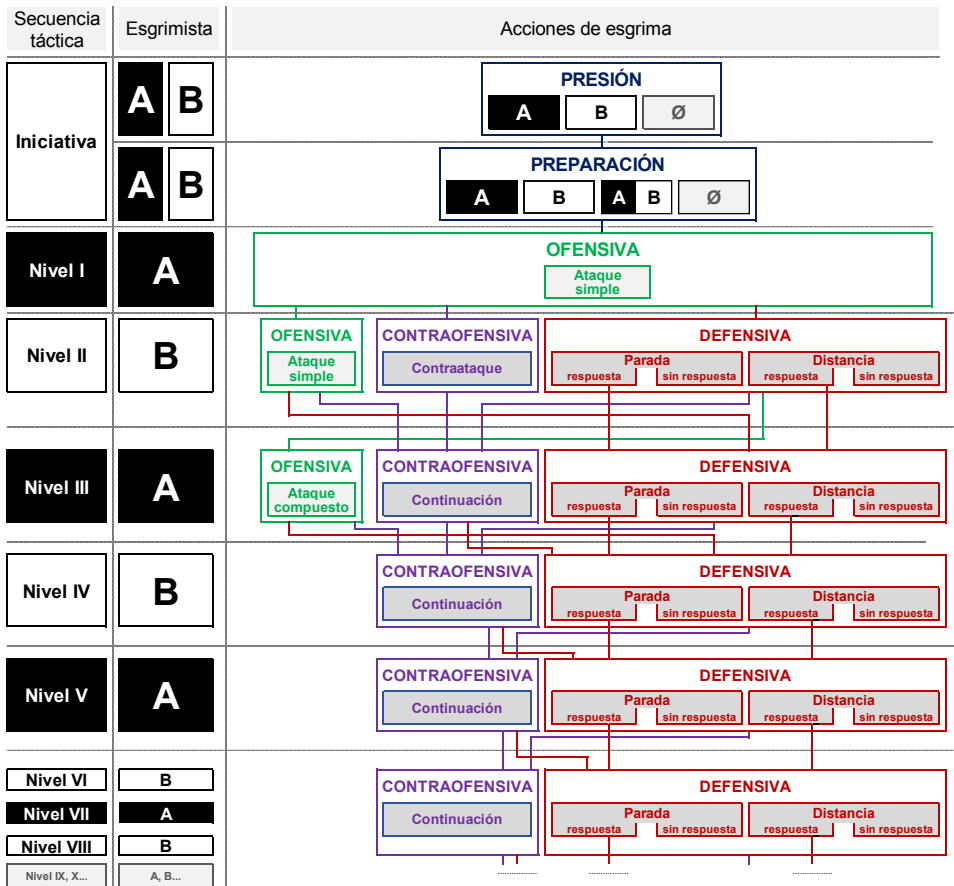 Secuencia táctica
Esgrimista
Acciones de esgrima
Iniciativa
A B
PRESIÓN
A B Ø
A B
PREPARACIÓN
A B A B Ø
Nivel I
A
OFENSIVA
Ataque
simple
Nivel II
B
OFENSIVA
Ataque
simple
CONTRAOFENSIVA
Contraataque
DEFENSIVA
Parada
respuesta sin respuesta
Distancia
respuesta sin respuesta
Nivel III
A
OFENSIVA
Ataque
compuesto
CONTRAOFENSIVA
Continuación
DEFENSIVA
Parada
respuesta sin respuesta
Distancia
respuesta sin respuesta
Nivel IV
B
CONTRAOFENSIVA
Continuación
DEFENSIVA
Parada
respuesta sin respuesta
Distancia
respuesta sin respuesta
Nivel V
A
CONTRAOFENSIVA
Continuación
DEFENSIVA
Parada
respuesta sin respuesta
Distancia
respuesta sin respuesta
Nivel VI
B
Nivel VII
A
Nivel VIII
B
Nivel IX, X...
A, B...
CONTRAOFENSIVA
Continuación
DEFENSIVA
Parada
respuesta sin respuesta
Distancia
respuesta sin respuesta